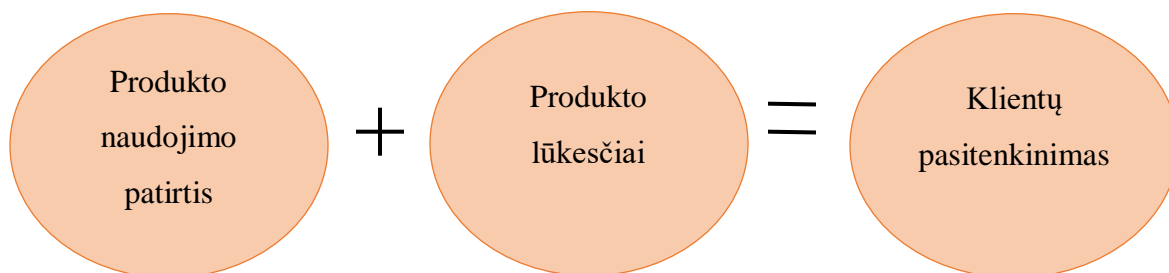 Produkto
naudojimo
patirtis
+
Produkto
lūkesčiai
=
Klientų
pasitenkinimas